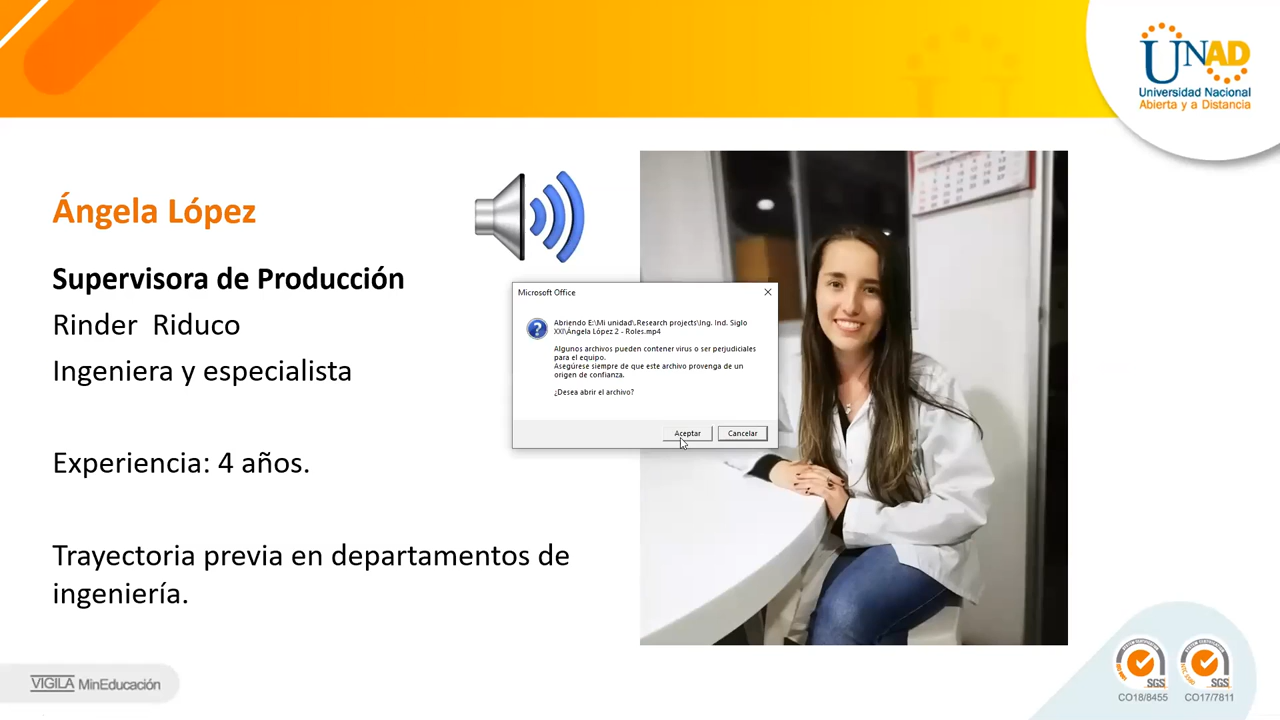 UNAD
Universidad Nacional
Abierta y a Distancia
Ángela López
Supervisora de Producción
Rinder Riduco
Ingeniera y especialista
Experiencia: 4 años.
Trayectoria previa en departamentos de
ingeniería.
Microsoft Office
Abriendo E:\Mi unidad\.Research projects\Ing. Ind. Siglo
XXI\Ángela López 2 - Roles.mp4
Algunos archivos pueden contener virus o ser perjudiciales
para el equipo.
Asegúrese siempre de que este archivo provenga de un
origen de confianza.
¿Desea abrir el archivo?
Aceptar
Cancelar
VIGILA MinEducación
SGS
CO18/8455
SGS
CO17/7811